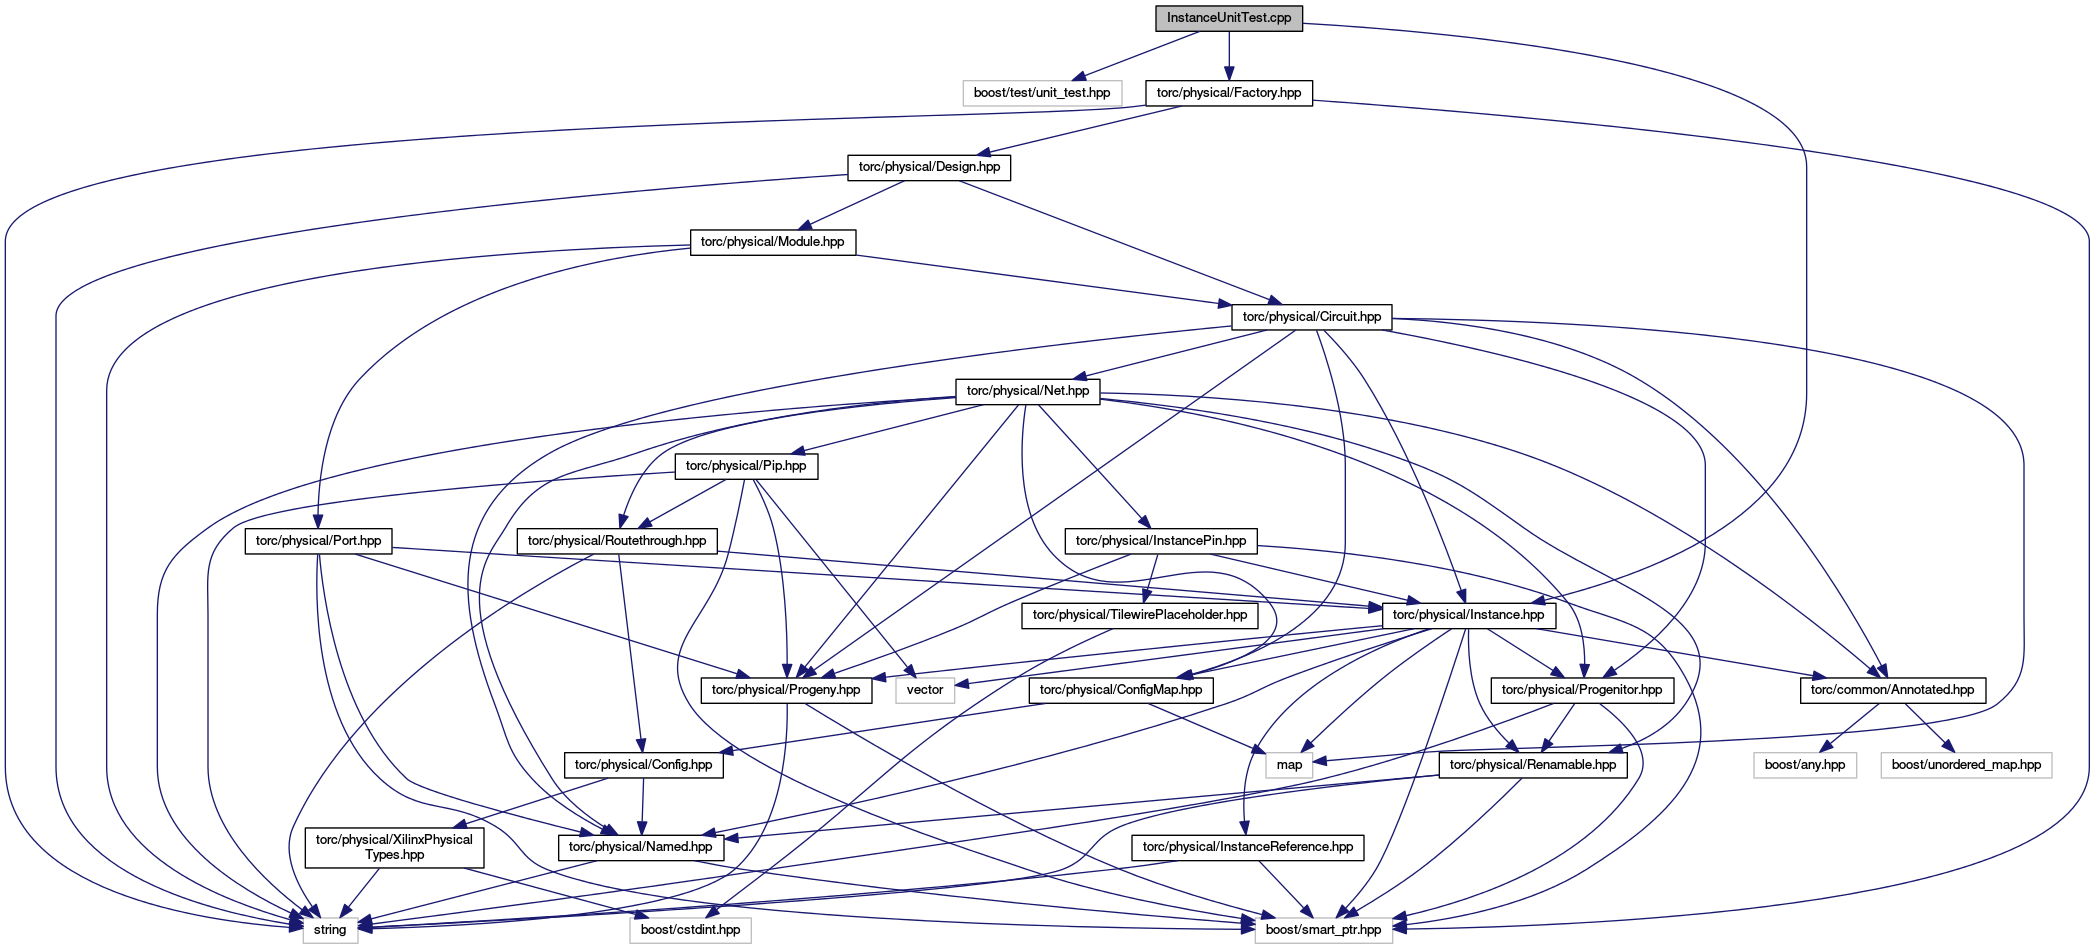 InstanceUnitTest.cpp
boost/test/unit_test.hpp
torc/physical/Factory.hpp
torc/physical/Design.hpp
torc/physical/Module.hpp
torc/physical/Circuit.hpp
torc/physical/Net.hpp
torc/physical/Pip.hpp
torc/physical/Port.hpp
torc/physical/Routethrough.hpp
torc/physical/InstancePin.hpp
torc/physical/TilewirePlaceholder.hpp
torc/physical/Instance.hpp
torc/physical/Progeny.hpp
vector
torc/physical/ConfigMap.hpp
torc/physical/Progenitor.hpp
torc/common/Annotated.hpp
torc/physical/Config.hpp
map
torc/physical/Renamable.hpp
boost/any.hpp
boost/unordered_map.hpp
torc/physical/XilinxPhysical
Types.hpp
torc/physical/Named.hpp
torc/physical/InstanceReference.hpp
string
boost/cstdint.hpp
boost/smart_ptr.hpp